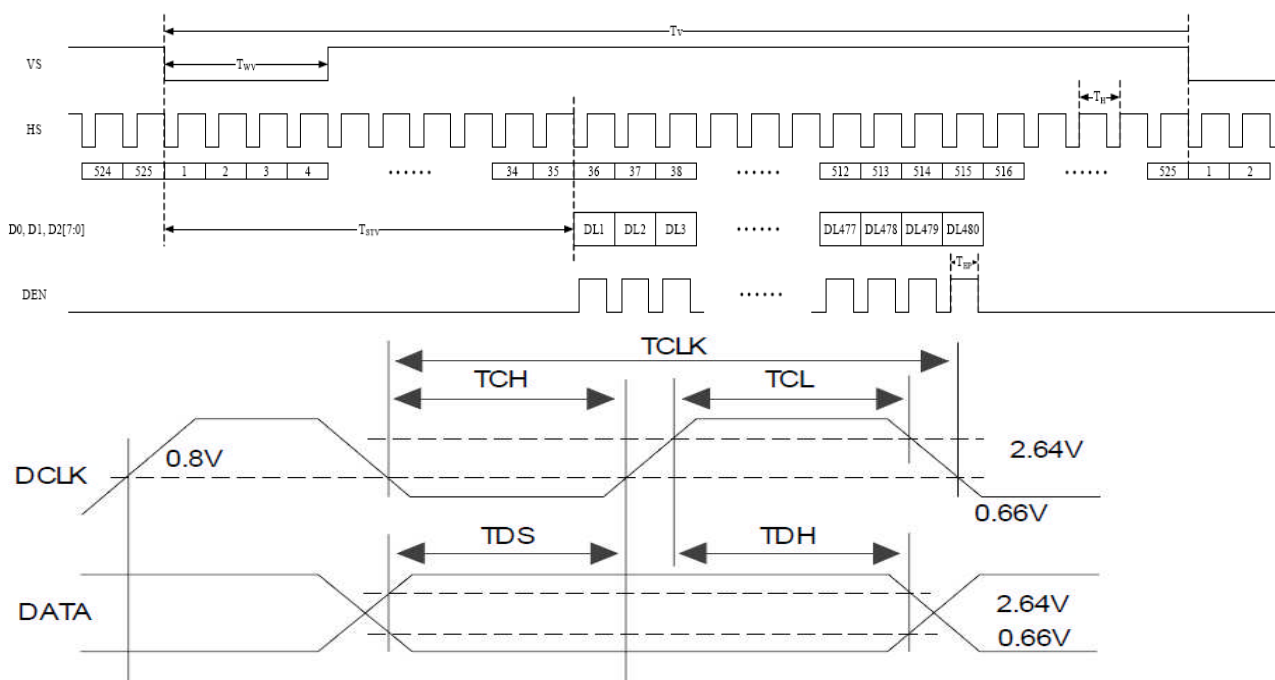 TV
VS
TWV
HS
TH
524 525 1 2 3 4 ······ 34 35 36 37 38 ······ 512 513 514 515 516 ······ 525 1 2
D0, D1, D2[7:0]
TSTV
DL1 DL2 DL3 ······ DL477 DL478 DL479 DL480
TEP
DEN
······
TCLK
TCH TCL
DCLK
0.8V
2.64V
0.66V
TDS TDH
DATA
2.64V
0.66V